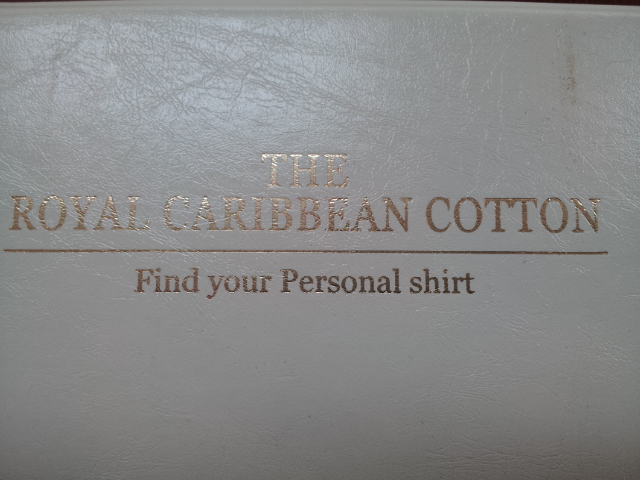 THE
ROYAL CARIBBEAN COTTON
Find your Personal shirt